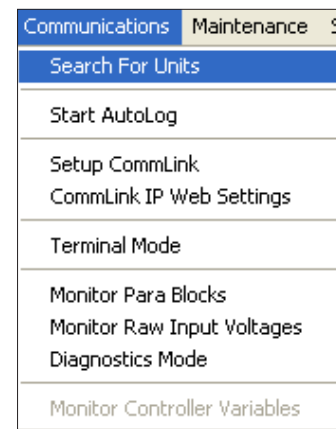 Communications Maintenance S
Search For Units
Start AutoLog
Setup CommLink
CommLink IP Web Settings
Terminal Mode
Monitor Para Blocks
Monitor Raw Input Voltages
Diagnostics Mode
Monitor Controller Variables